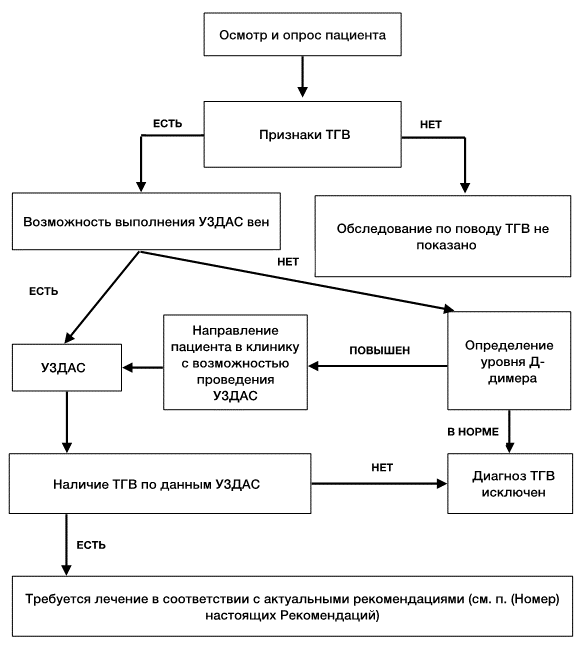 Осмотр и опрос пациента
ЕСТЬ
НЕТ
Признаки ТГВ
Возможность выполнения УЗДАС вен
Обследование по поводу ТГВ не
показано
НЕТ
ЕСТЬ
Направление
пациента в клинику
с возможностью
проведения
УЗДАС
ПОВЫШЕН
Определение
уровня Д-
димера
УЗДАС
В НОРМЕ
Наличие ТГВ по данным УЗДАС
НЕТ
Диагноз ТГВ
исключен
ЕСТЬ
Требуется лечение в соответствии с актуальными рекомендациями (см. п. (Номер)
настоящих Рекомендаций)